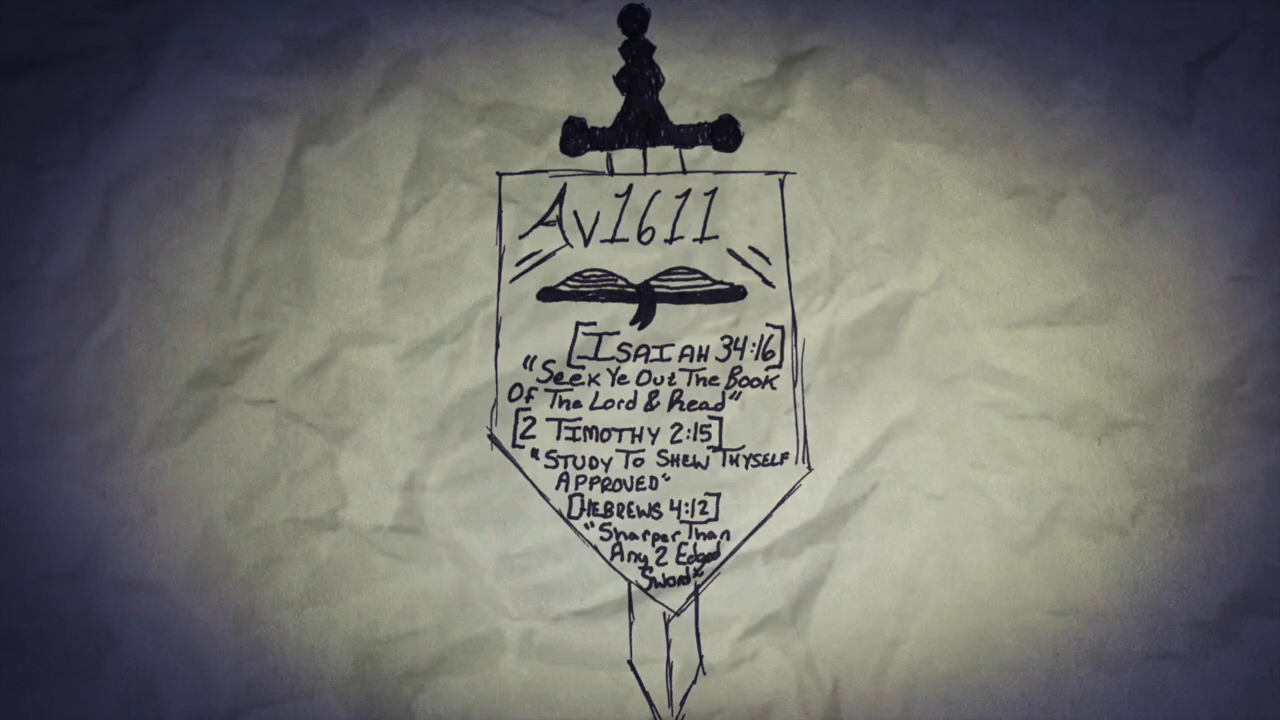 Av1611
[ISAIAH 34:16]
"Seek Ye Out The Book
Of The Lord & Read"
[2 TIMOTHY 2:15]
"STUDY TO SHEW THYSELF
APPROVED"
[HEBREWS 4:12]
"Sharper Than
Any 2 Edged
Sword"